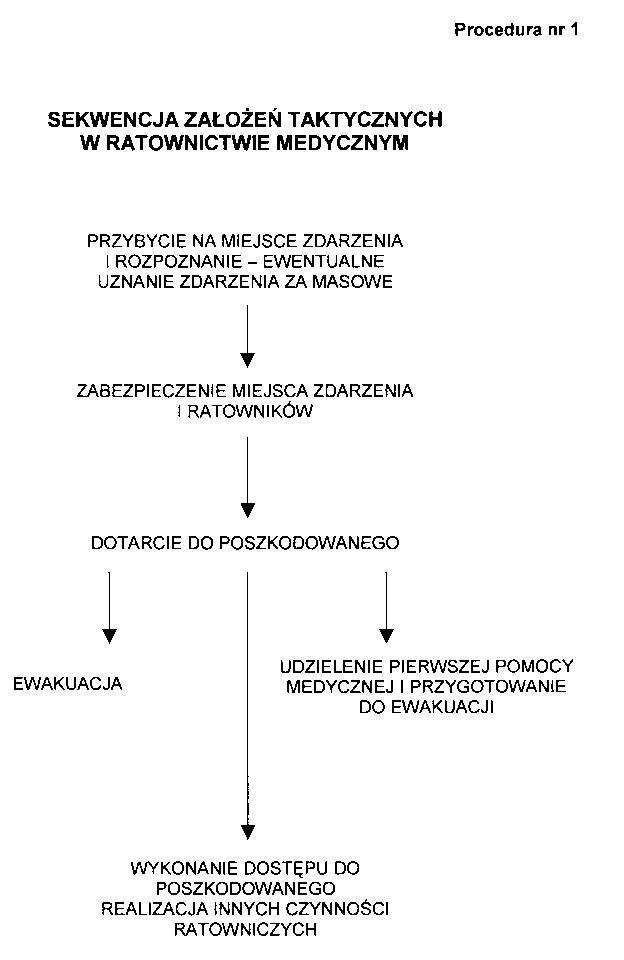 Procedura nr 1
SEKWENCJA ZAŁOŻEŃ TAKTYCZNYCH
W RATOWNICTWIE MEDYCZNYM
PRZYBYCIE NA MIEJSCE ZDARZENIA
I ROZPOZNANIE – EWENTUALNE
UZNANIE ZDARZENIA ZA MASOWE
ZABEZPIECZENIE MIEJSCA ZDARZENIA
I RATOWNIKÓW
DOTARCIE DO POSZKODOWANEGO
EWAKUACJA
UDZIELENIE PIERWSZEJ POMOCY
MEDYCZNEJ I PRZYGOTOWANIE
DO EWAKUACJI
WYKONANIE DOSTĘPU DO
POSZKODOWANEGO
REALIZACJA INNYCH CZYNNOŚCI
RATOWNICZYCH